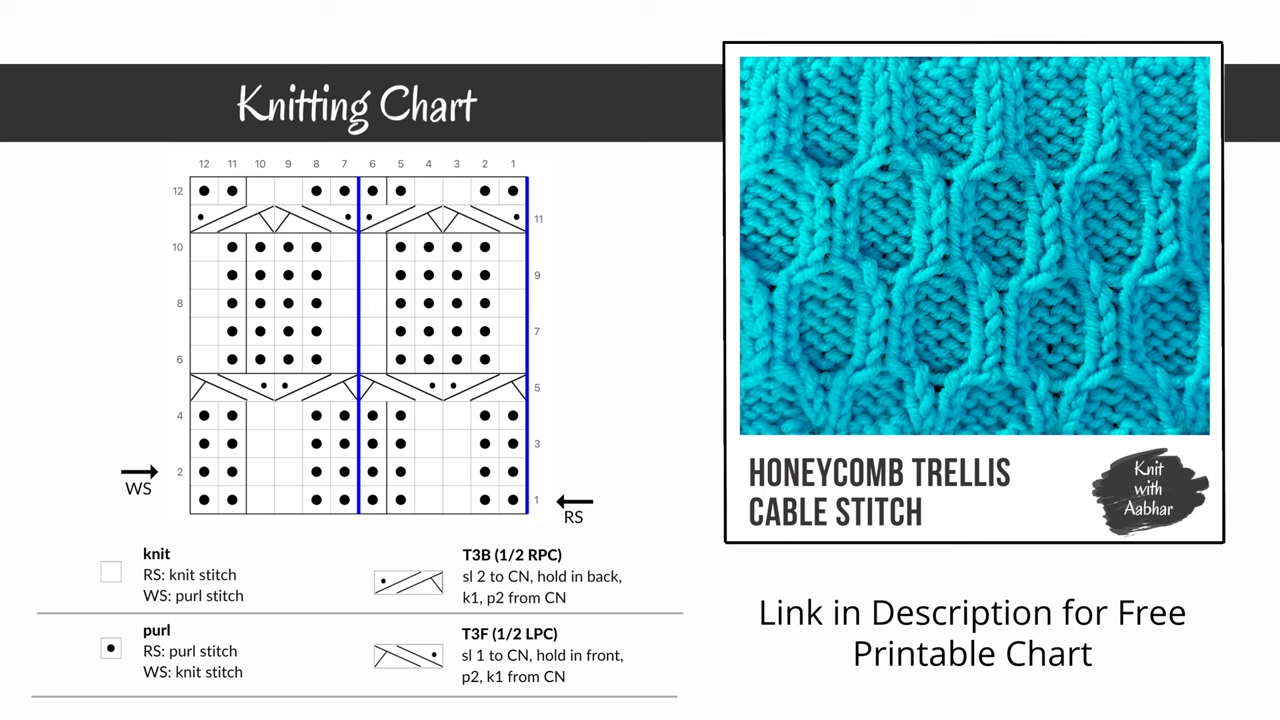 Knitting Chart
12 11 10 9 8 7 6 5 4 3 2 1
12
11
10
9
8
7
6
5
4
3
2
WS
1
RS
knit
RS: knit stitch
WS: purl stitch
T3B (1/2 RPC)
sl 2 to CN, hold in back,
k1, p2 from CN
purl
RS: purl stitch
WS: knit stitch
T3F (1/2 LPC)
sl 1 to CN, hold in front,
p2, k1 from CN
HONEYCOMB TRELLIS
CABLE STITCH
Knit
with
Aabhar
Link in Description for Free
Printable Chart